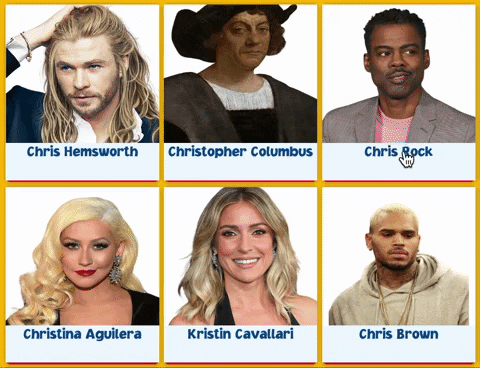 Chris Hemsworth
Christopher Columbus
Chris Rock
Christina Aguilera
Kristin Cavallari
Chris Brown